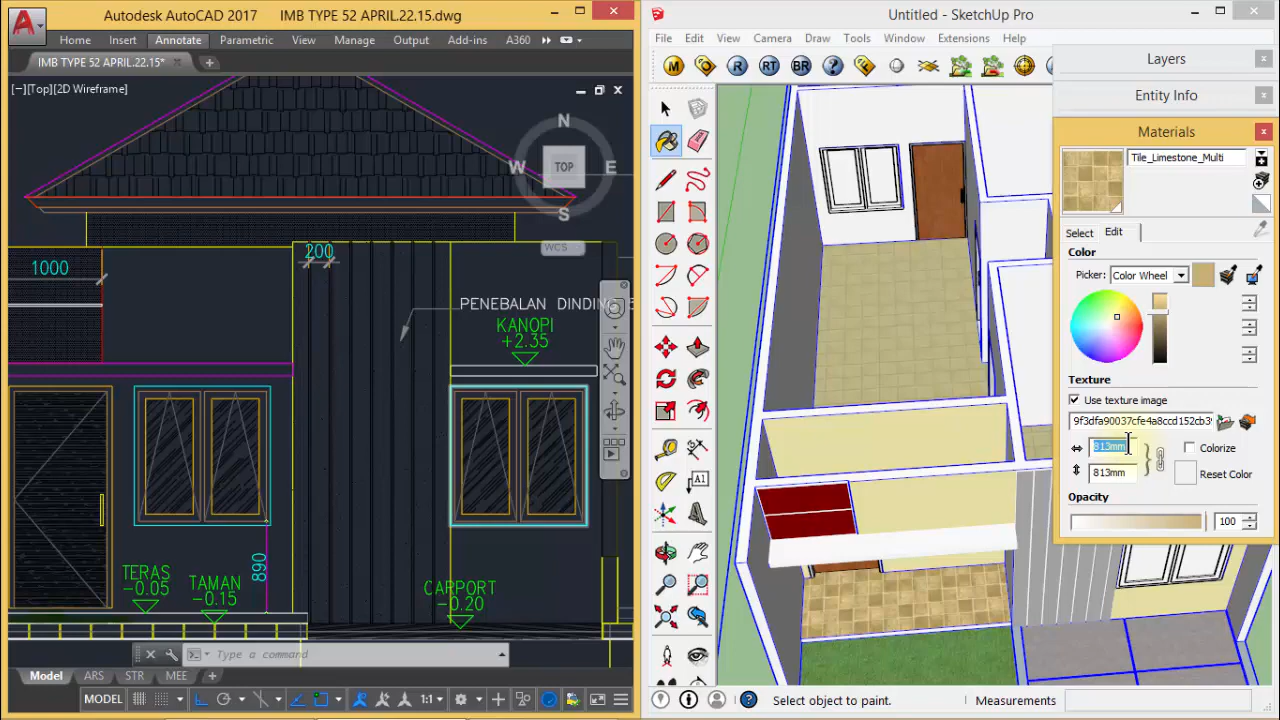 Autodesk AutoCAD 2017 IMB TYPE 52 APRIL.22.15.dwg
Home Insert Annotate Parametric View Manage Output Add-ins A360
IMB TYPE 52 APRIL.22.15*
[−][Top][2D Wireframe]
N
W TOP E
S
WCS
200
1000
PENEBALAN DINDING
KANOPI
+2.35
890
TERAS
-0.05
TAMAN
-0.15
CARPORT
-0.20
Type a command
Model ARS STR MEE
MODEL 1:1
Untitled - SketchUp Pro
File Edit View Camera Draw Tools Window Extensions Help
M R RT BR
A1
Layers
Entity Info
Materials
Tile_Limestone_Multi
Select Edit
Color
Picker: Color Wheel
Texture
Use texture image
813mm Colorize
813mm Reset Color
Opacity
100
Select object to paint. Measurements